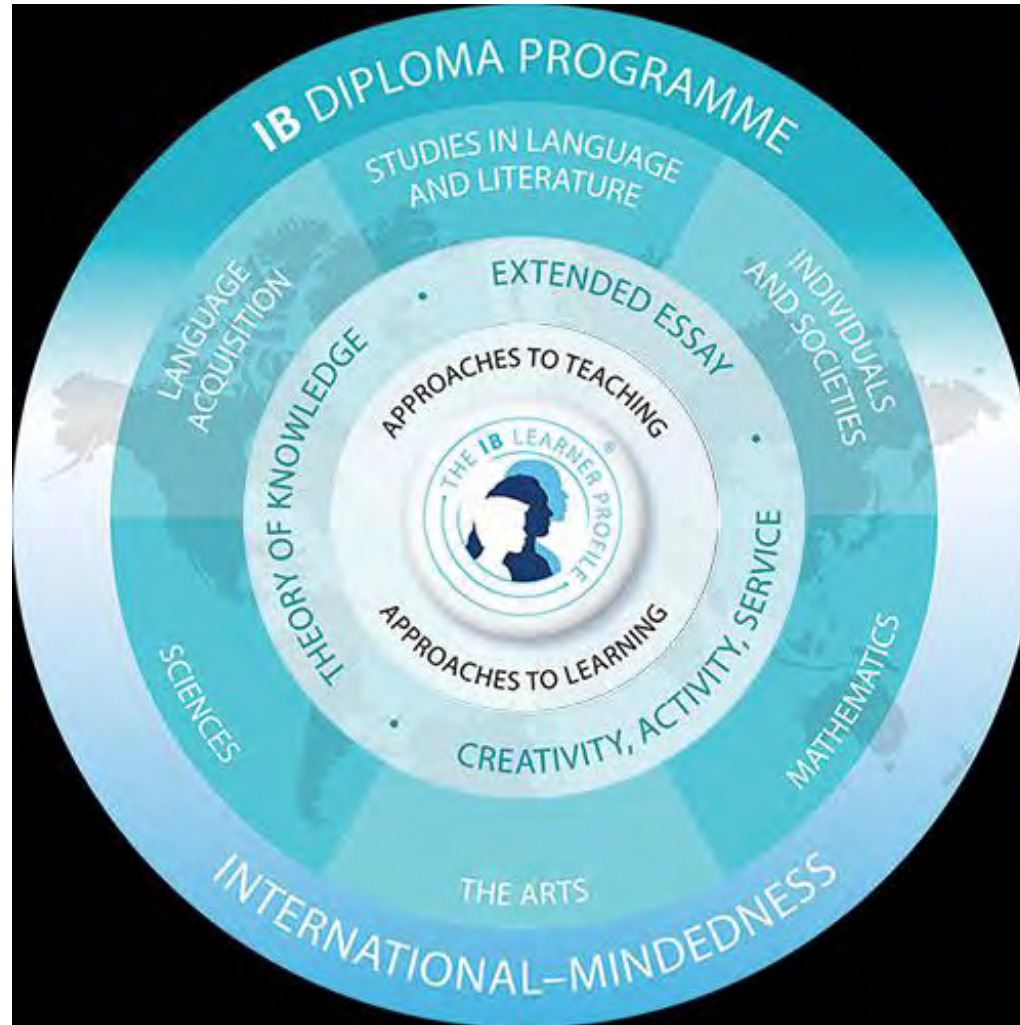 IB DIPLOMA PROGRAMME
STUDIES IN LANGUAGE
AND LITERATURE
LANGUAGE
ACQUISITION
INDIVIDUALS
AND SOCIETIES
EXTENDED ESSAY
THEORY OF KNOWLEDGE
APPROACHES TO TEACHING
THE IB LEARNER PROFILE
®
APPROACHES TO LEARNING
CREATIVITY, ACTIVITY, SERVICE
SCIENCES
MATHEMATICS
THE ARTS
INTERNATIONAL–MINDEDNESS